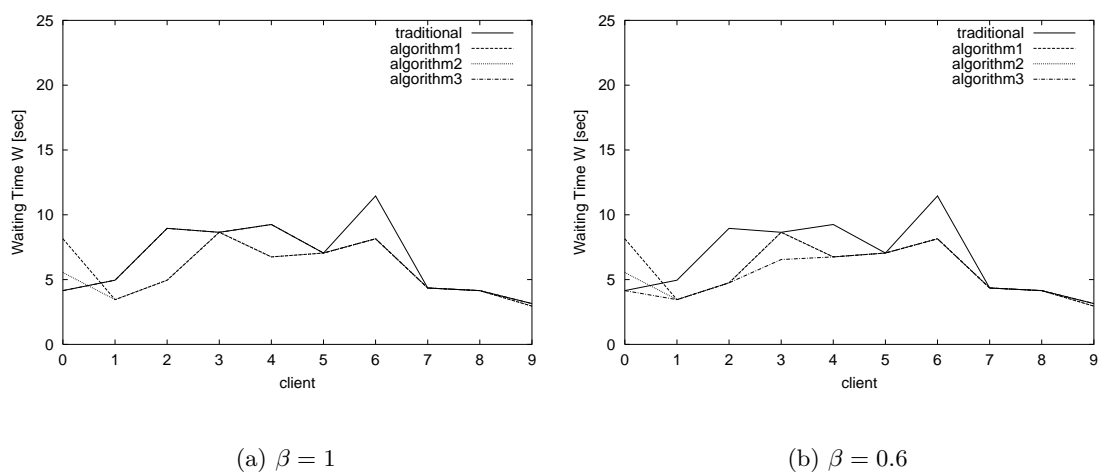 25
20
15
10
5
0
Waiting Time W [sec]
traditional
algorithm1
algorithm2
algorithm3
0 1 2 3 4 5 6 7 8 9
client
(a) β = 1
25
20
15
10
5
0
Waiting Time W [sec]
traditional
algorithm1
algorithm2
algorithm3
0 1 2 3 4 5 6 7 8 9
client
(b) β = 0.6